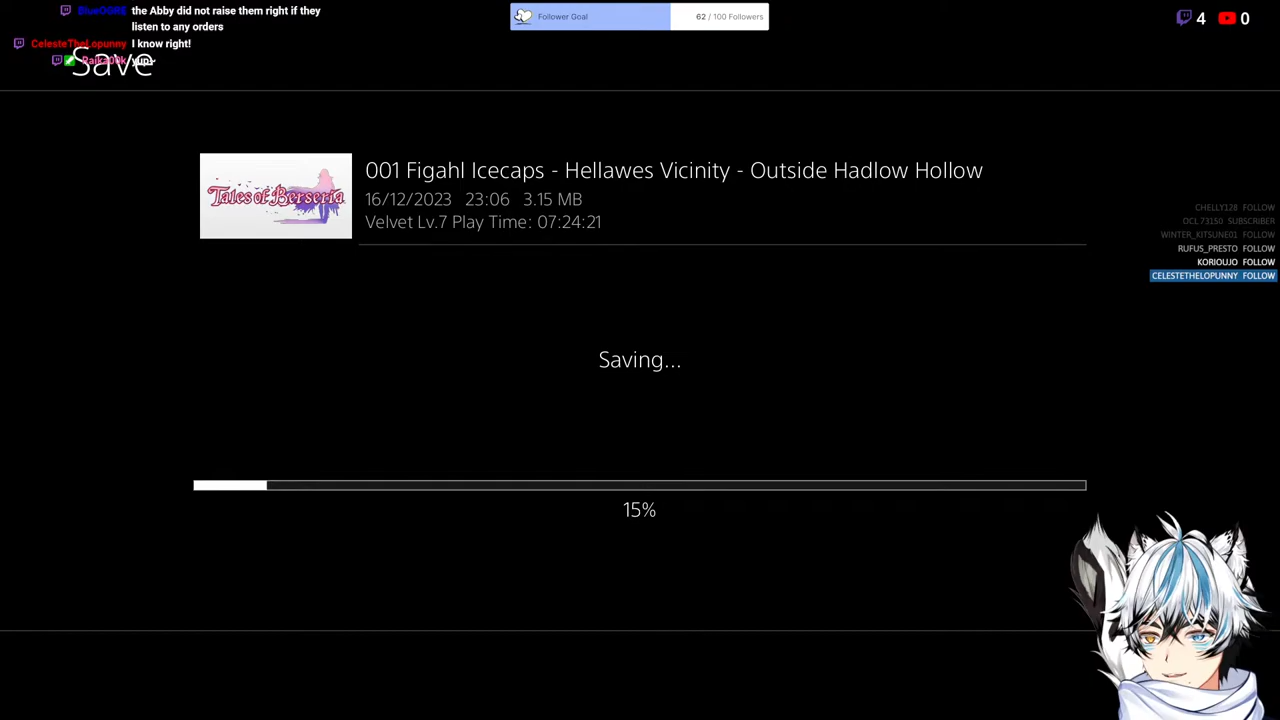 BlueOGRE the Abby did not raise them right if they
listen to any orders
CelesteTheLopunny I know right!
yup~
Save
Follower Goal
62 / 100 Followers
4
0
Tales of Berseria
001 Figahl Icecaps - Hellawes Vicinity - Outside Hadlow Hollow
16/12/2023 23:06 3.15 MB
Velvet Lv.7 Play Time: 07:24:21
CHELLY128 FOLLOW
OCL73150 SUBSCRIBER
WINTER_KITSUNE01 FOLLOW
RUFUS_PRESTO FOLLOW
KORIOUJO FOLLOW
CELESTETHELOPUNNY FOLLOW
Saving...
15%